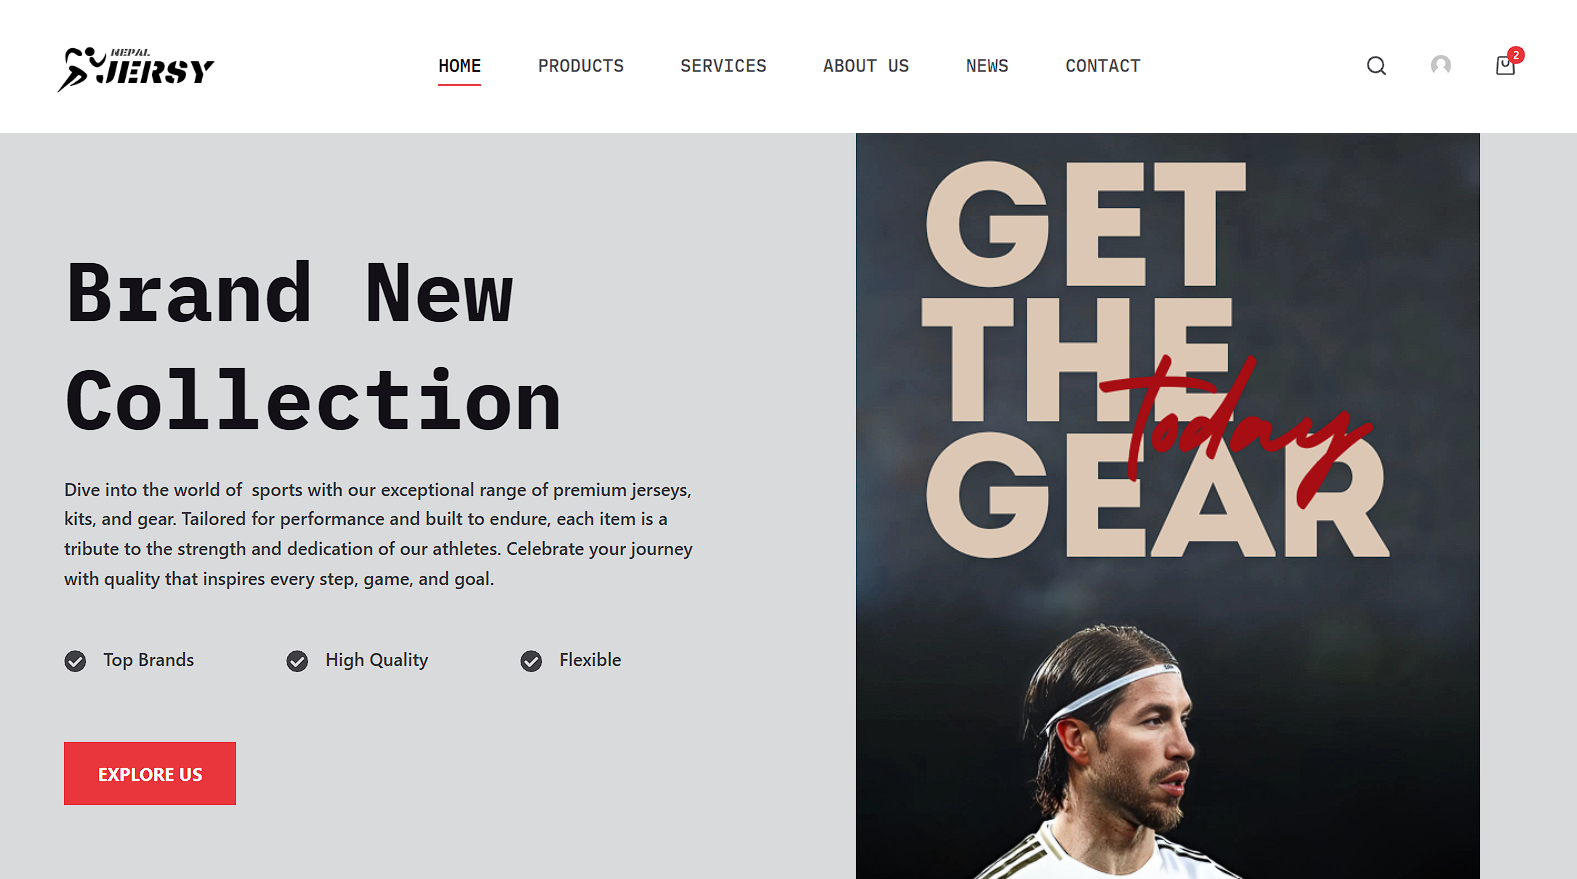 NEPAL
JERSY
HOME PRODUCTS SERVICES ABOUT US NEWS CONTACT
2
Brand New
Collection
Dive into the world of  sports with our exceptional range of premium jerseys,
kits, and gear. Tailored for performance and built to endure, each item is a
tribute to the strength and dedication of our athletes. Celebrate your journey
with quality that inspires every step, game, and goal.
Top Brands High Quality Flexible
EXPLORE US
GET
THE
today
GEAR